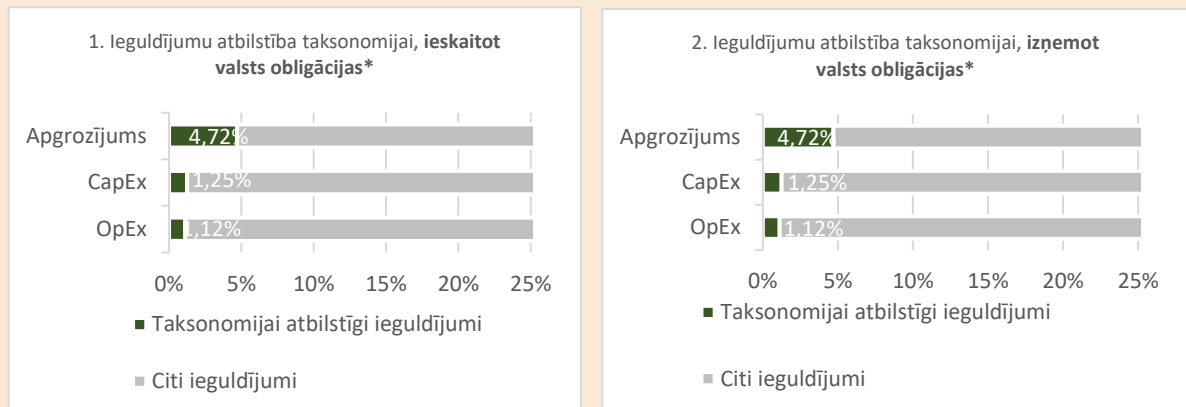 1. Ieguldījumu atbilstība taksonomijai, ieskaitot
valsts obligācijas*
Apgrozījums
4,72%
CapEx
1,25%
OpEx
1,12%
0% 5% 10% 15% 20% 25%
Taksonomijai atbilstīgi ieguldījumi
Citi ieguldījumi
2. Ieguldījumu atbilstība taksonomijai, izņemot
valsts obligācijas*
Apgrozījums
4,72%
CapEx
1,25%
OpEx
1,12%
0% 5% 10% 15% 20% 25%
Taksonomijai atbilstīgi ieguldījumi
Citi ieguldījumi